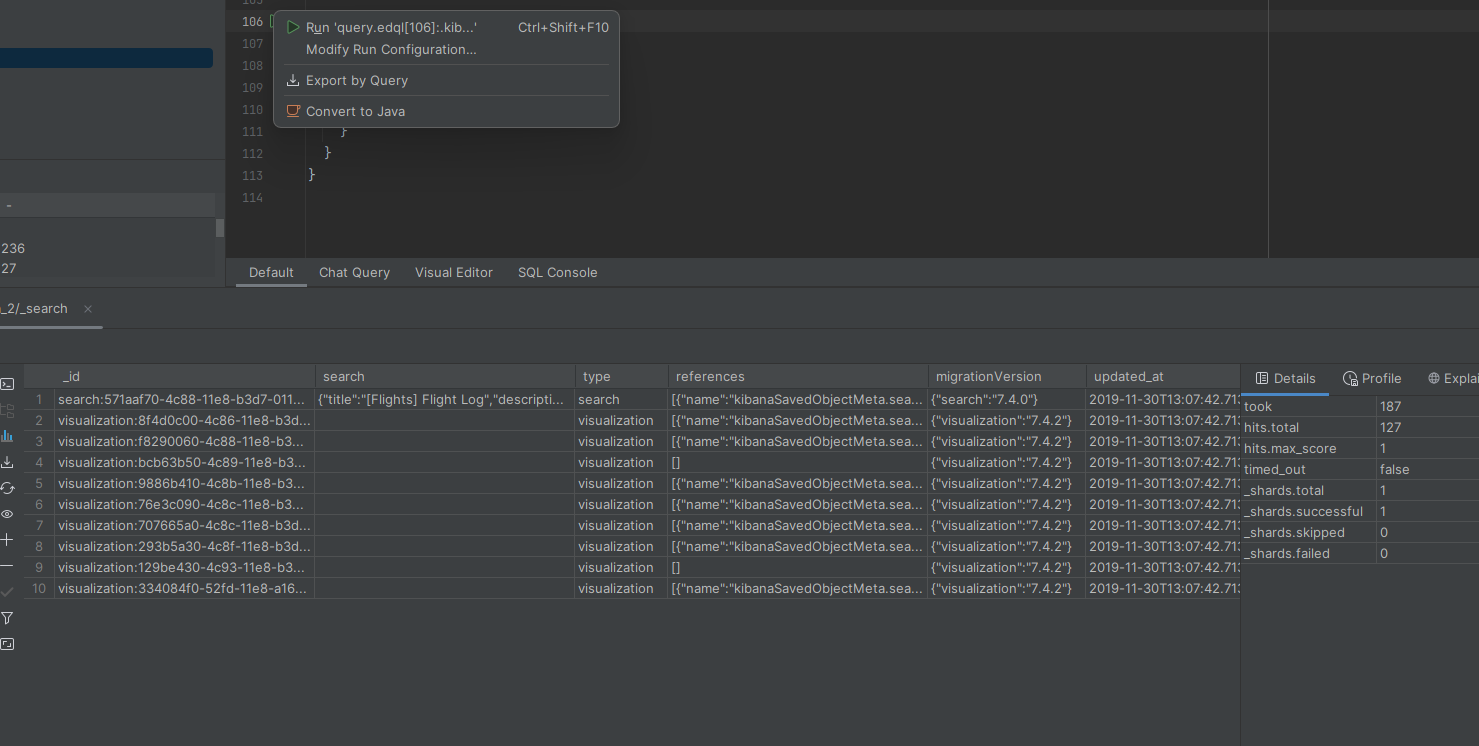 106
Run 'query.edql[106]:.kib...' Ctrl+Shift+F10
107
Modify Run Configuration...
108
109
Export by Query
110
Convert to Java
111 }
112 }
113 }
114
-
236
27
Default Chat Query Visual Editor SQL Console
_2/_search ×
_id search type references migrationVersion updated_at
1 search:571aaf70-4c88-11e8-b3d7-011... {"title":"[Flights] Flight Log","descripti... search [{"name":"kibanaSavedObjectMeta.sea... {"search":"7.4.0"} 2019-11-30T13:07:42.713
2 visualization:8f4d0c00-4c86-11e8-b3d... visualization [{"name":"kibanaSavedObjectMeta.sea... {"visualization":"7.4.2"} 2019-11-30T13:07:42.713
3 visualization:f8290060-4c88-11e8-b3... visualization [{"name":"kibanaSavedObjectMeta.sea... {"visualization":"7.4.2"} 2019-11-30T13:07:42.713
4 visualization:bcb63b50-4c89-11e8-b3... visualization [] {"visualization":"7.4.2"} 2019-11-30T13:07:42.713
5 visualization:9886b410-4c8b-11e8-b3... visualization [{"name":"kibanaSavedObjectMeta.sea... {"visualization":"7.4.2"} 2019-11-30T13:07:42.713
6 visualization:76e3c090-4c8c-11e8-b3... visualization [{"name":"kibanaSavedObjectMeta.sea... {"visualization":"7.4.2"} 2019-11-30T13:07:42.713
7 visualization:707665a0-4c8c-11e8-b3d... visualization [{"name":"kibanaSavedObjectMeta.sea... {"visualization":"7.4.2"} 2019-11-30T13:07:42.713
8 visualization:293b5a30-4c8f-11e8-b3d... visualization [{"name":"kibanaSavedObjectMeta.sea... {"visualization":"7.4.2"} 2019-11-30T13:07:42.713
9 visualization:129be430-4c93-11e8-b3... visualization [] {"visualization":"7.4.2"} 2019-11-30T13:07:42.713
10 visualization:334084f0-52fd-11e8-a16... visualization [{"name":"kibanaSavedObjectMeta.sea... {"visualization":"7.4.2"} 2019-11-30T13:07:42.713
Details Profile Explai
took 187
hits.total 127
hits.max_score 1
timed_out false
_shards.total 1
_shards.successful 1
_shards.skipped 0
_shards.failed 0